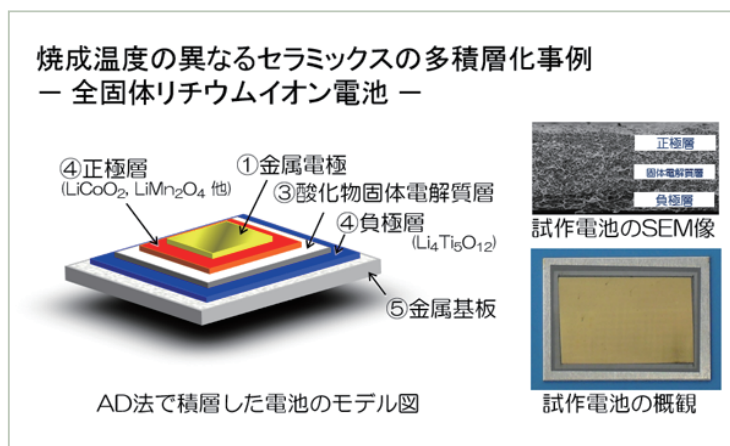 焼成温度の異なるセラミックスの多積層化事例
− 全固体リチウムイオン電池 −
④正極層
(LiCoO₂, LiMn₂O₄ 他)
①金属電極
③酸化物固体電解質層
④負極層
(Li₄Ti₅O₁₂)
⑤金属基板
AD法で積層した電池のモデル図
正極層
固体電解質層
負極層
試作電池のSEM像
試作電池の概観